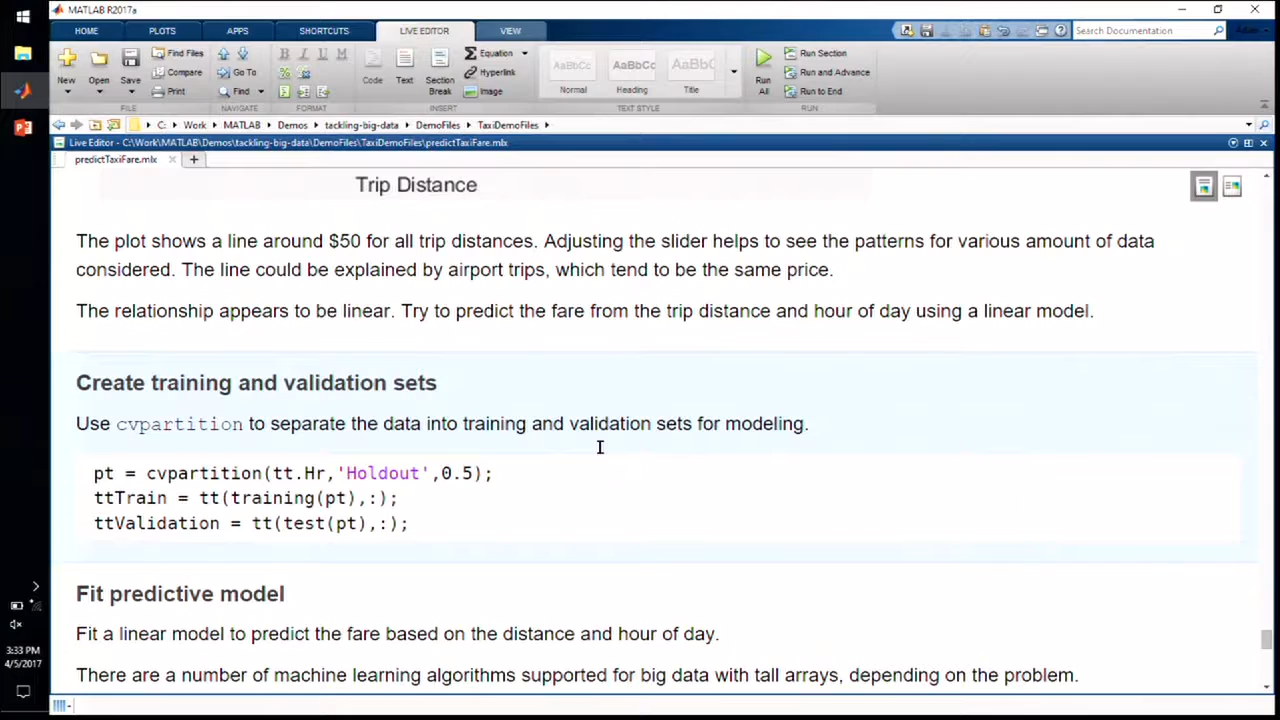 MATLAB R2017a
HOME PLOTS APPS SHORTCUTS LIVE EDITOR VIEW Search Documentation
New Open Save Find Files Compare Print Go To Find B I U M Code Text Section Break Equation Hyperlink Image AaBbCc Normal AaBbCc Heading AaBbC Title Run All Run Section Run and Advance Run to End
FILE NAVIGATE FORMAT INSERT TEXT STYLE RUN
C: Work MATLAB Demos tackling-big-data DemoFiles TaxiDemoFiles
Live Editor - C:\Work\MATLAB\Demos\tackling-big-data\DemoFiles\TaxiDemoFiles\predictTaxiFare.mlx
predictTaxiFare.mlx
Trip Distance
The plot shows a line around $50 for all trip distances. Adjusting the slider helps to see the patterns for various amount of data
considered. The line could be explained by airport trips, which tend to be the same price.
The relationship appears to be linear. Try to predict the fare from the trip distance and hour of day using a linear model.
Create training and validation sets
Use cvpartition to separate the data into training and validation sets for modeling.
pt = cvpartition(tt.Hr,'Holdout',0.5);
ttTrain = tt(training(pt),:);
ttValidation = tt(test(pt),:);
Fit predictive model
Fit a linear model to predict the fare based on the distance and hour of day.
There are a number of machine learning algorithms supported for big data with tall arrays, depending on the problem.
3:33 PM
4/5/2017